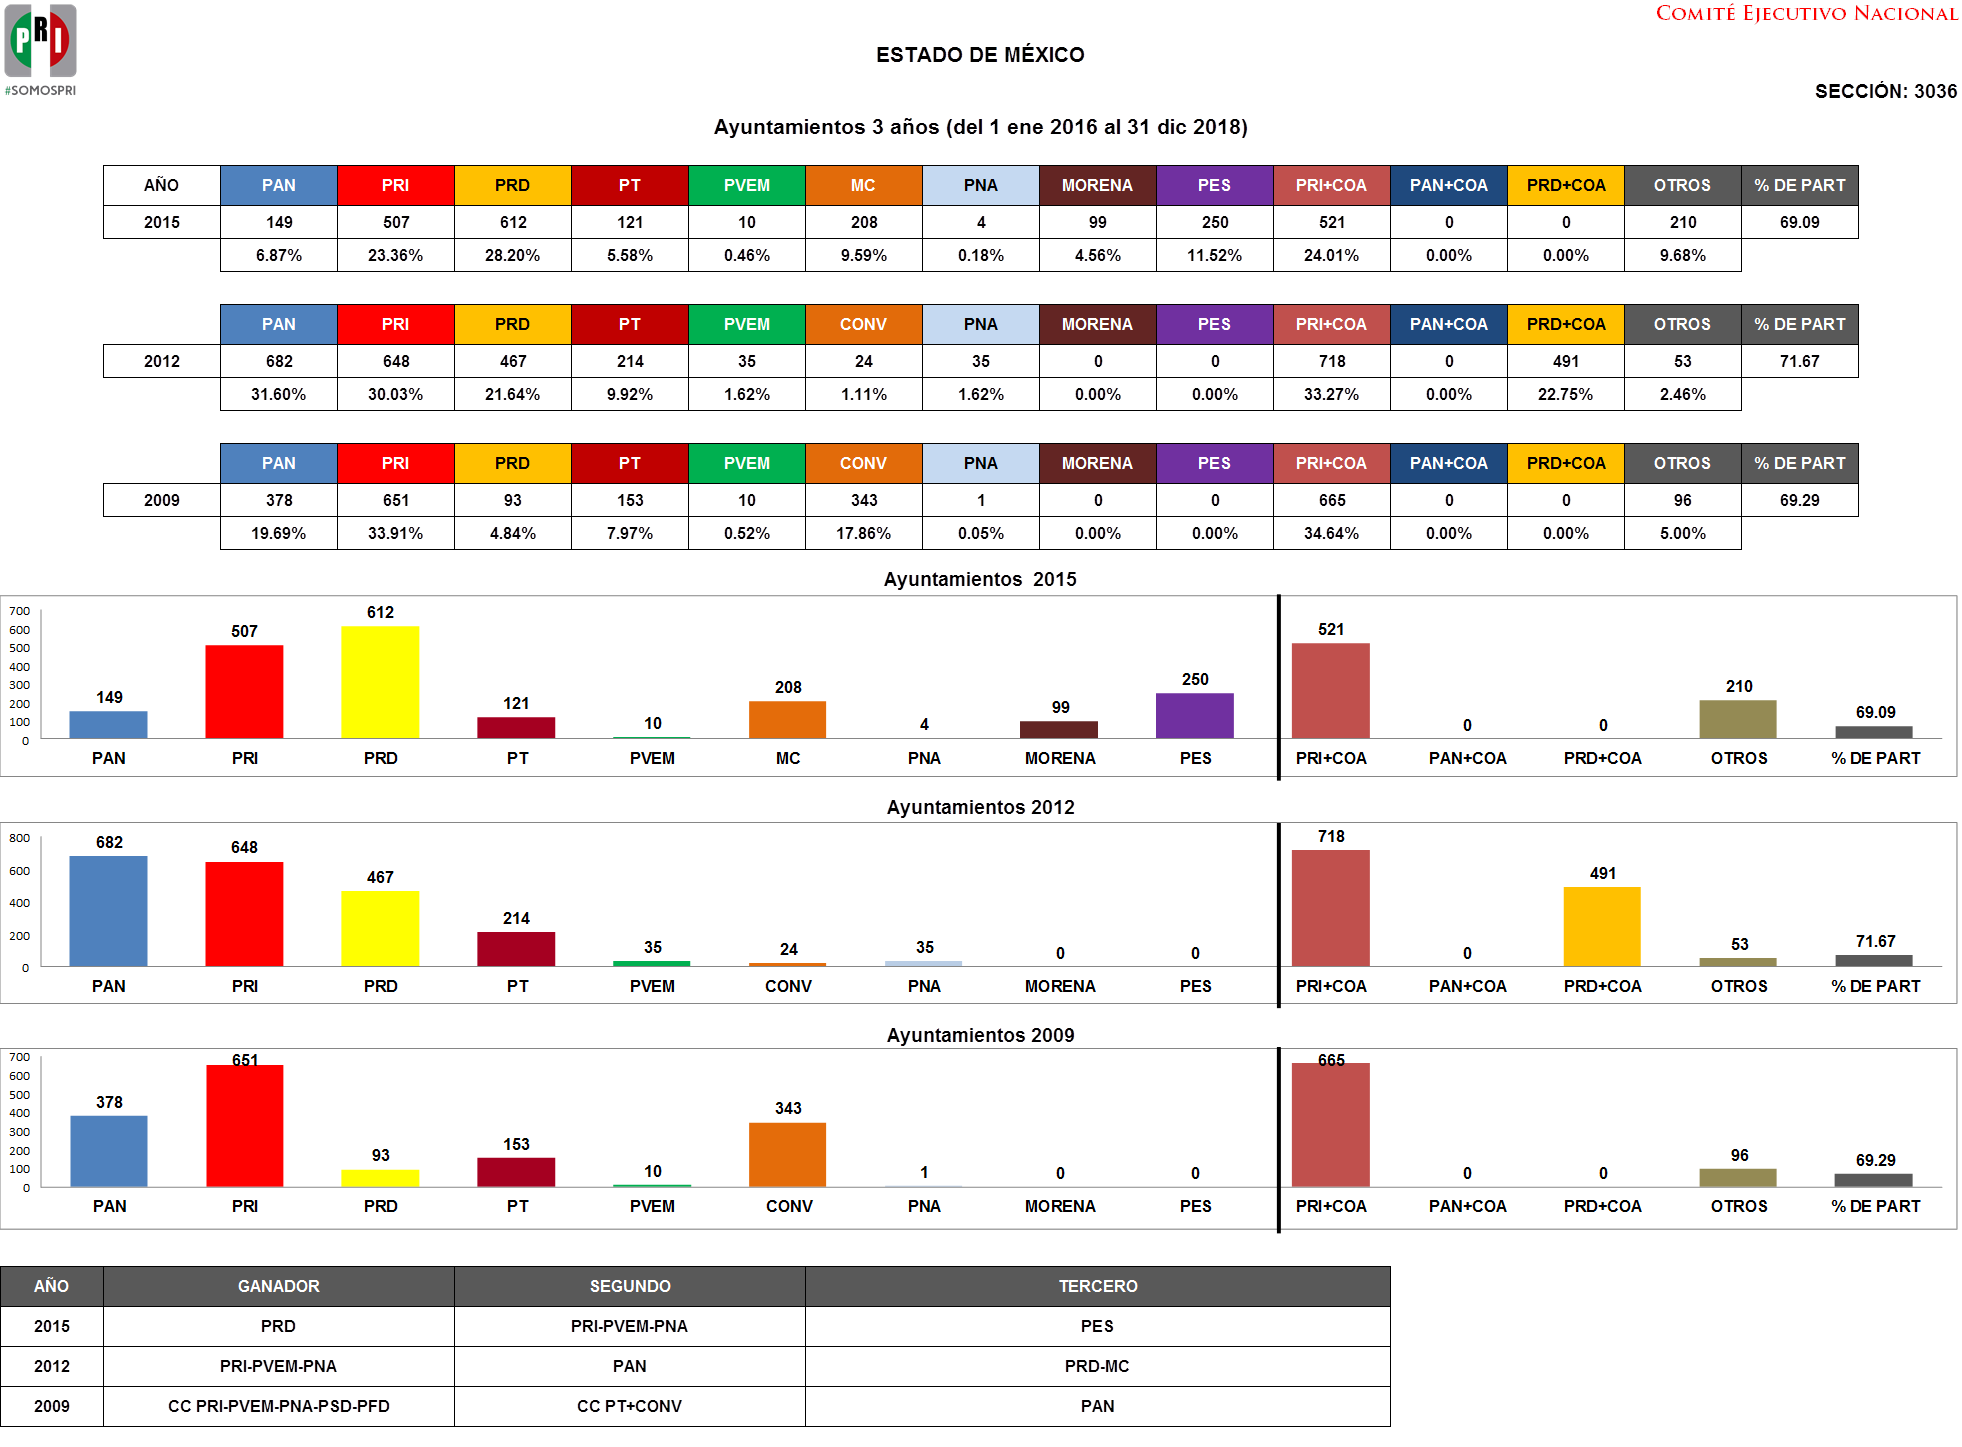 PRI
#SOMOSPRI
COMITÉ EJECUTIVO NACIONAL
ESTADO DE MÉXICO
SECCIÓN: 3036
Ayuntamientos 3 años (del 1 ene 2016 al 31 dic 2018)
AÑO PAN PRI PRD PT PVEM MC PNA MORENA PES PRI+COA PAN+COA PRD+COA OTROS % DE PART
2015 149 507 612 121 10 208 4 99 250 521 0 0 210 69.09
6.87% 23.36% 28.20% 5.58% 0.46% 9.59% 0.18% 4.56% 11.52% 24.01% 0.00% 0.00% 9.68%
PAN PRI PRD PT PVEM CONV PNA MORENA PES PRI+COA PAN+COA PRD+COA OTROS % DE PART
2012 682 648 467 214 35 24 35 0 0 718 0 491 53 71.67
31.60% 30.03% 21.64% 9.92% 1.62% 1.11% 1.62% 0.00% 0.00% 33.27% 0.00% 22.75% 2.46%
PAN PRI PRD PT PVEM CONV PNA MORENA PES PRI+COA PAN+COA PRD+COA OTROS % DE PART
2009 378 651 93 153 10 343 1 0 0 665 0 0 96 69.29
19.69% 33.91% 4.84% 7.97% 0.52% 17.86% 0.05% 0.00% 0.00% 34.64% 0.00% 0.00% 5.00%
Ayuntamientos 2015
700
600
500
400
300
200
100
0
149 507 612 121 10 208 4 99 250 521 0 0 210 69.09
PAN PRI PRD PT PVEM MC PNA MORENA PES PRI+COA PAN+COA PRD+COA OTROS % DE PART
Ayuntamientos 2012
800
600
400
200
0
682 648 467 214 35 24 35 0 0 718 0 491 53 71.67
PAN PRI PRD PT PVEM CONV PNA MORENA PES PRI+COA PAN+COA PRD+COA OTROS % DE PART
Ayuntamientos 2009
700
600
500
400
300
200
100
0
378 651 93 153 10 343 1 0 0 665 0 0 96 69.29
PAN PRI PRD PT PVEM CONV PNA MORENA PES PRI+COA PAN+COA PRD+COA OTROS % DE PART
AÑO GANADOR SEGUNDO TERCERO
2015 PRD PRI-PVEM-PNA PES
2012 PRI-PVEM-PNA PAN PRD-MC
2009 CC PRI-PVEM-PNA-PSD-PFD CC PT+CONV PAN